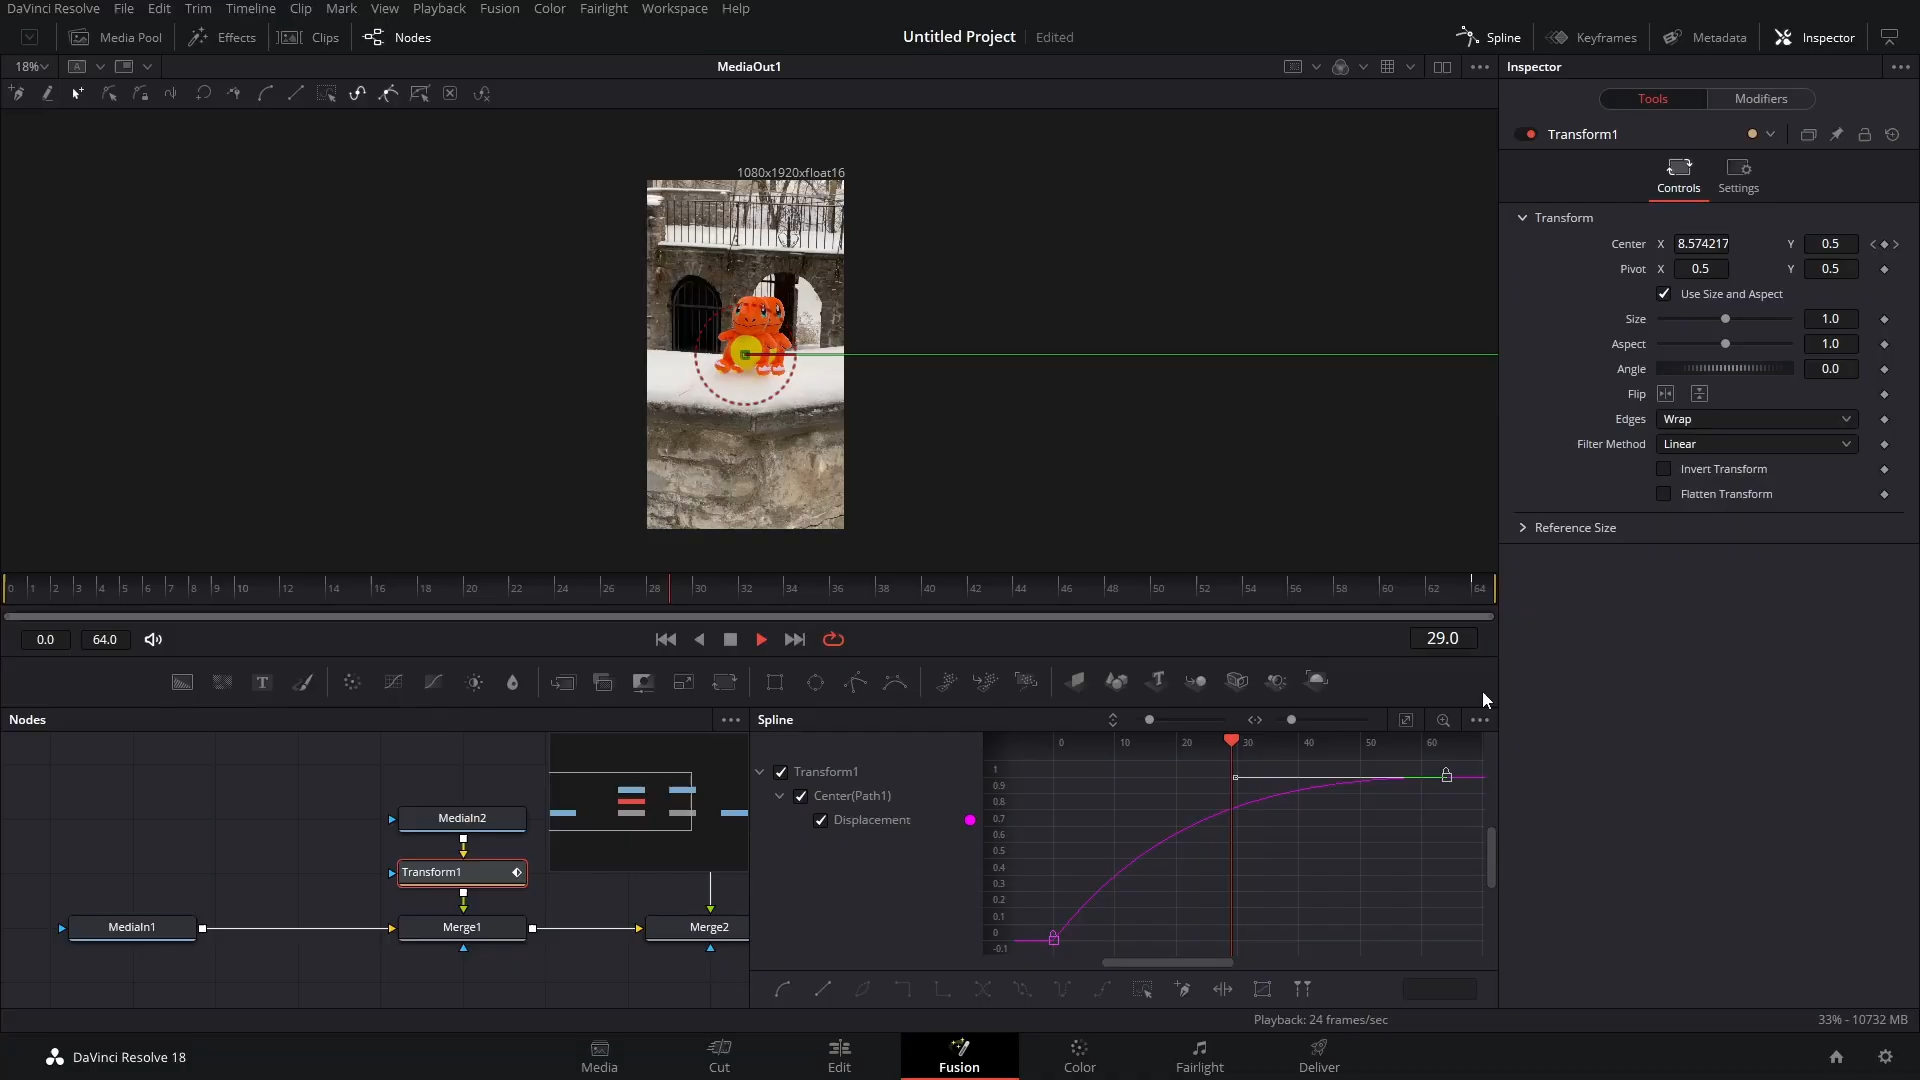 DaVinci Resolve File Edit Trim Timeline Clip Mark View Playback Fusion Color Fairlight Workspace Help
Media Pool Effects Clips Nodes Untitled Project Edited Spline Keyframes Metadata Inspector
18% A MediaOut1 Inspector
Tools Modifiers
Transform1
Controls Settings
1080x1920xfloat16
Transform
Center X 8.574217 Y 0.5
Pivot X 0.5 Y 0.5
Use Size and Aspect
Size 1.0
Aspect 1.0
Angle 0.0
Flip
Edges Wrap
Filter Method Linear
Invert Transform
Flatten Transform
Reference Size
0 1 2 3 4 5 6 7 8 9 10 12 14 16 18 20 22 24 26 28 30 32 34 36 38 40 42 44 46 48 50 52 54 56 58 60 62 64
0.0 64.0 29.0
T T
Nodes
MediaIn2
Transform1
MediaIn1 Merge1 Merge2
Spline
Transform1
Center(Path1)
Displacement
0 10 20 30 40 50 60
1
0.9
0.8
0.7
0.6
0.5
0.4
0.3
0.2
0.1
0
-0.1
Playback: 24 frames/sec 33% - 10732 MB
DaVinci Resolve 18 Media Cut Edit Fusion Color Fairlight Deliver